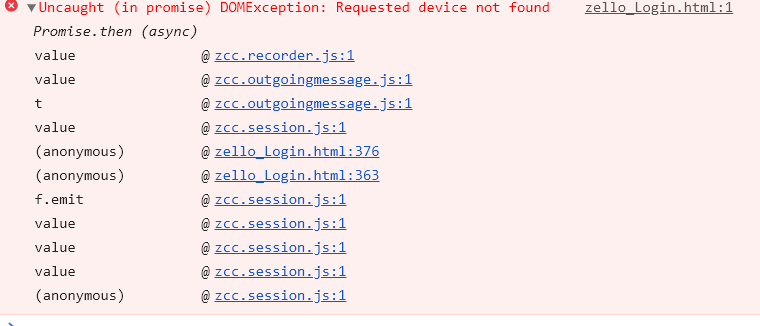 Uncaught (in promise) DOMException: Requested device not found zello_Login.html:1
Promise.then (async)
value @ zcc.recorder.js:1
value @ zcc.outgoingmessage.js:1
t @ zcc.outgoingmessage.js:1
value @ zcc.session.js:1
(anonymous) @ zello_Login.html:376
(anonymous) @ zello_Login.html:363
f.emit @ zcc.session.js:1
value @ zcc.session.js:1
value @ zcc.session.js:1
value @ zcc.session.js:1
(anonymous) @ zcc.session.js:1